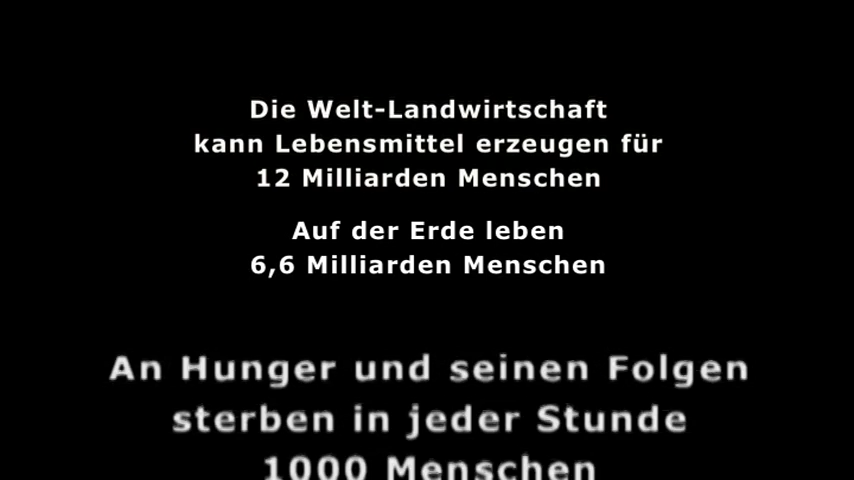 Die Welt-Landwirtschaft
kann Lebensmittel erzeugen für
12 Milliarden Menschen
Auf der Erde leben
6,6 Milliarden Menschen
An Hunger und seinen Folgen
sterben in jeder Stunde
1000 Menschen